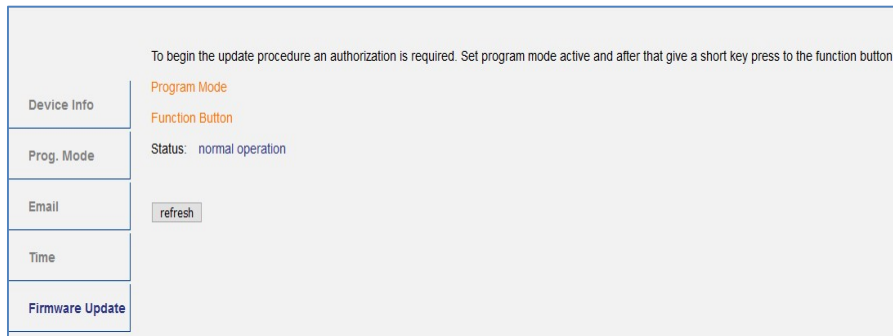 To begin the update procedure an authorization is required. Set program mode active and after that give a short key press to the function button
Program Mode
Function Button
Status: normal operation
refresh
Device Info
Prog. Mode
Email
Time
Firmware Update